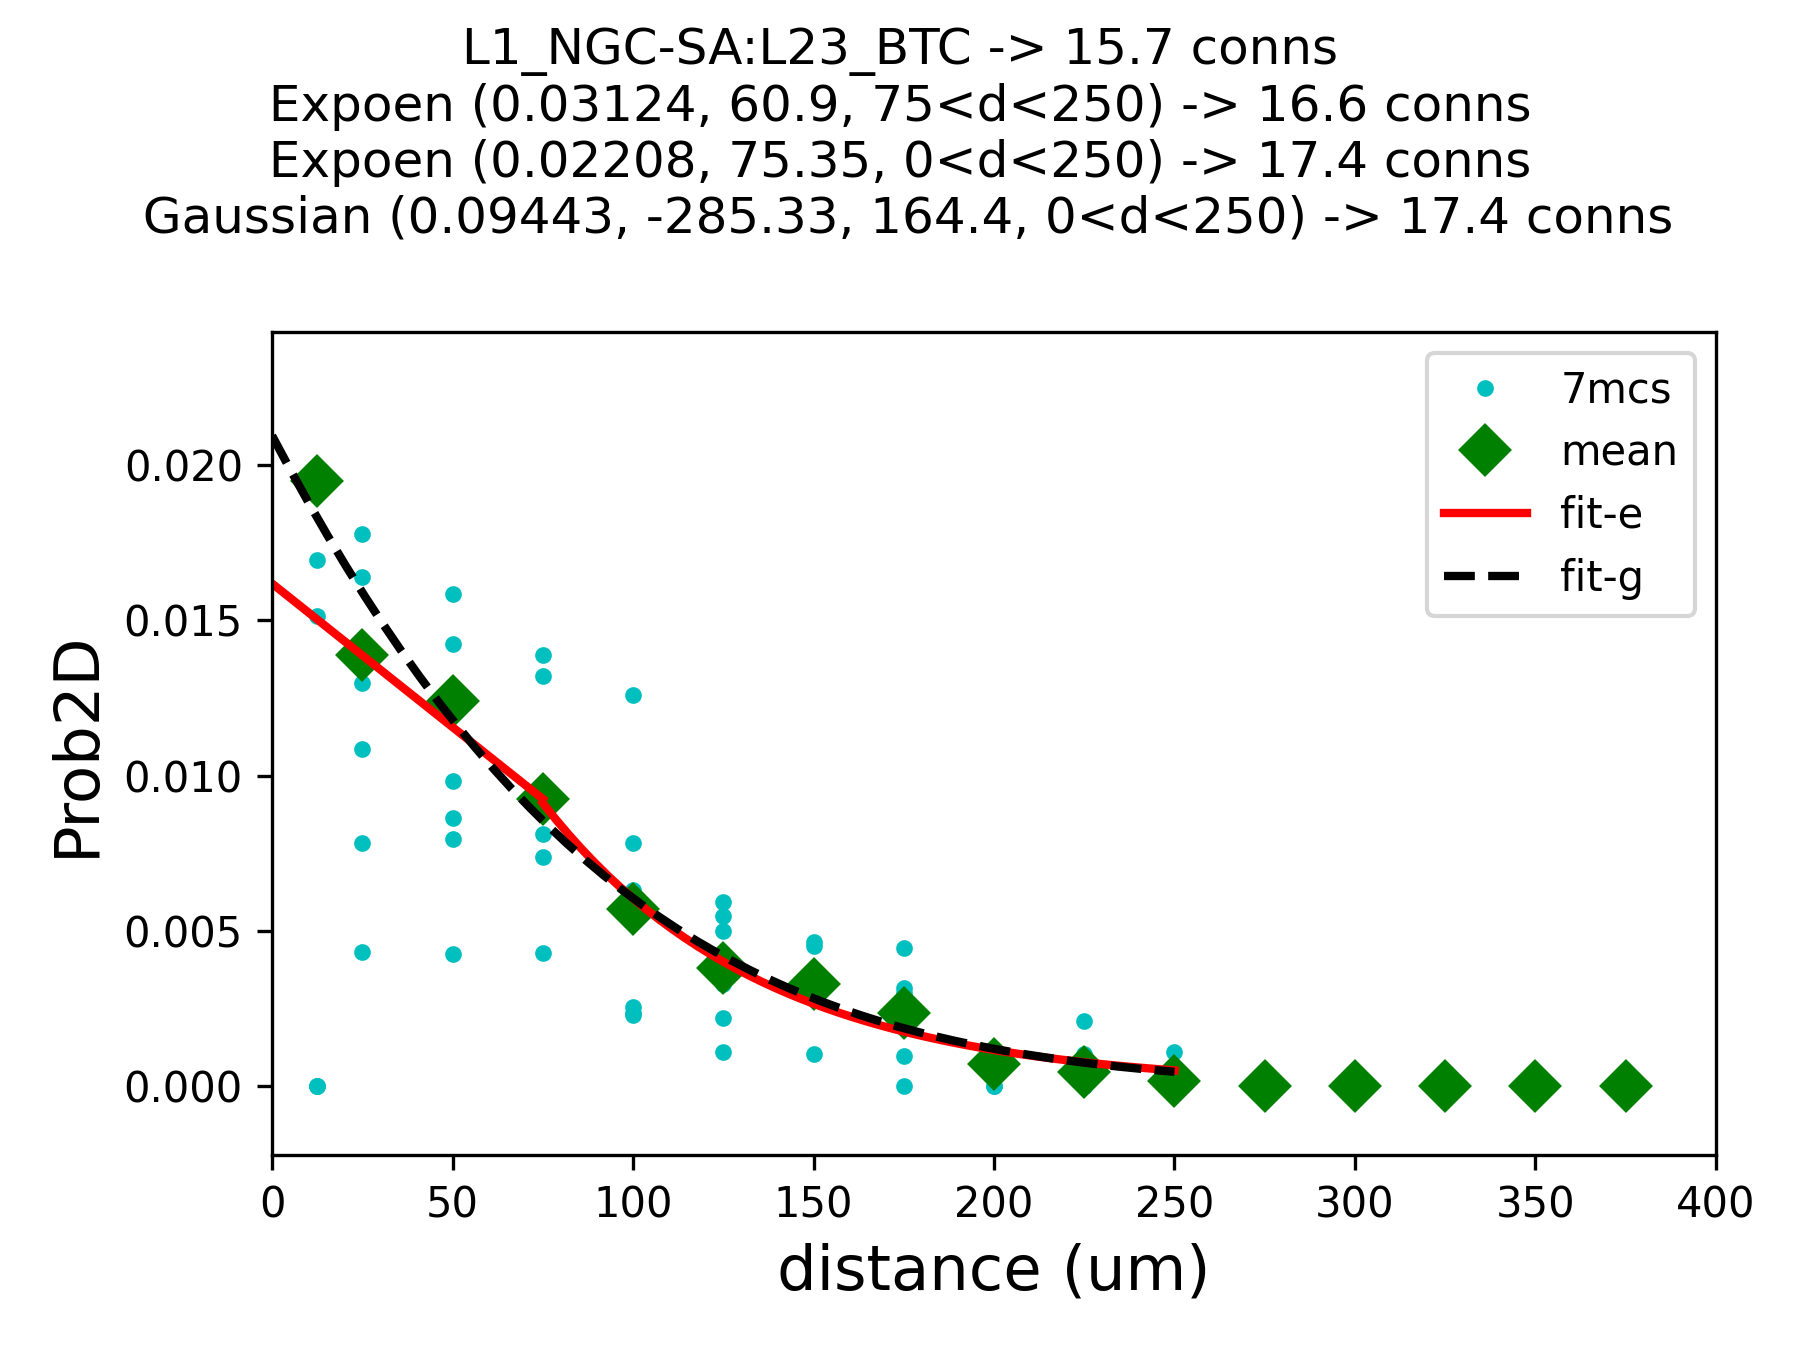 L1_NGC-SA:L23_BTC -> 15.7 conns
Expoen (0.03124, 60.9, 75<d<250) -> 16.6 conns
Expoen (0.02208, 75.35, 0<d<250) -> 17.4 conns
Gaussian (0.09443, -285.33, 164.4, 0<d<250) -> 17.4 conns
7mcs
mean
fit-e
fit-g
Prob2D
0.020
0.015
0.010
0.005
0.000
0 50 100 150 200 250 300 350 400
distance (um)